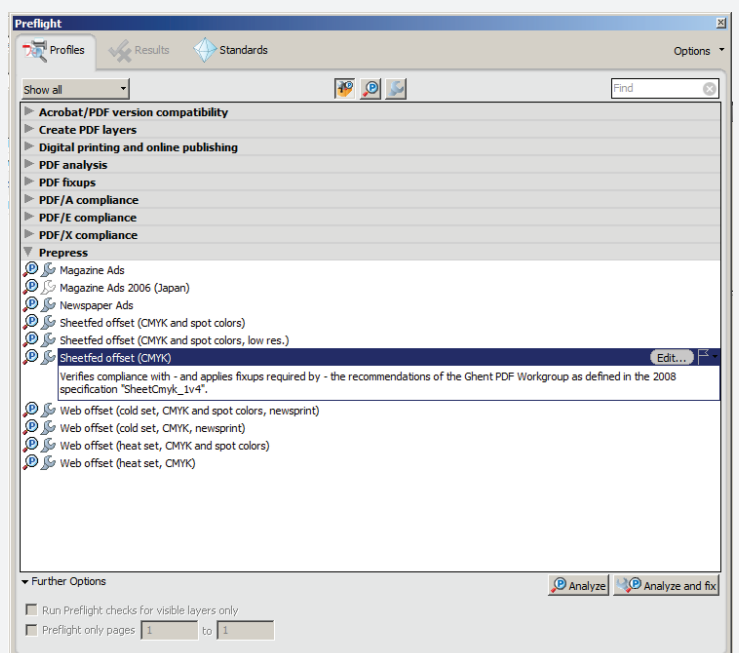 Preflight
Profiles
Results
Standards
Options
Show all
Find
Acrobat/PDF version compatibility
Create PDF layers
Digital printing and online publishing
PDF analysis
PDF fixups
PDF/A compliance
PDF/E compliance
PDF/X compliance
Prepress
Magazine Ads
Magazine Ads 2006 (Japan)
Newspaper Ads
Sheetfed offset (CMYK and spot colors)
Sheetfed offset (CMYK and spot colors, low res.)
Sheetfed offset (CMYK) Edit...
Verifies compliance with - and applies fixups required by - the recommendations of the Ghent PDF Workgroup as defined in the 2008
specification "SheetCmyk_1v4".
Web offset (cold set, CMYK and spot colors, newsprint)
Web offset (cold set, CMYK, newsprint)
Web offset (heat set, CMYK and spot colors)
Web offset (heat set, CMYK)
Further Options
Analyze
Analyze and fix
Run Preflight checks for visible layers only
Preflight only pages 1 to 1